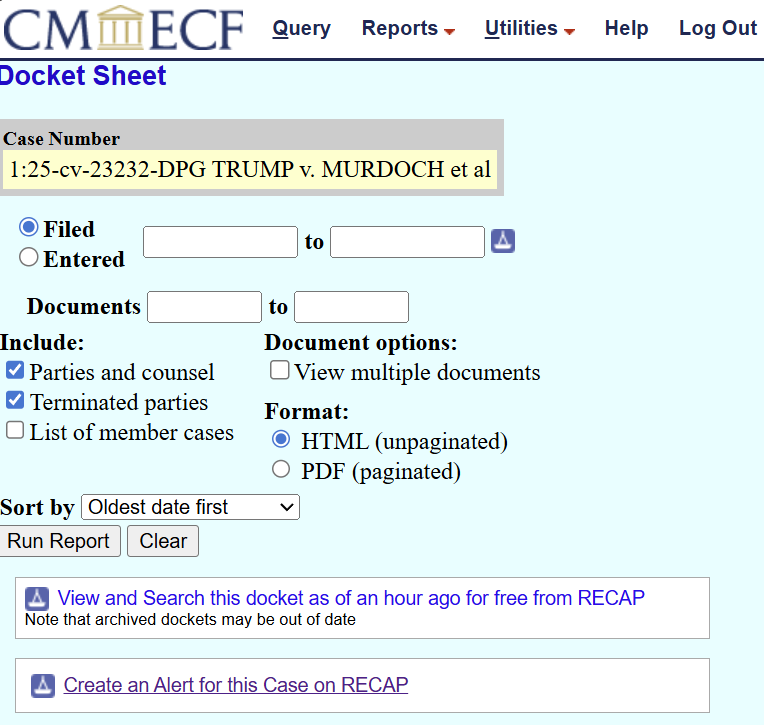 CM ECF Query Reports Utilities Help Log Out
Docket Sheet
Case Number
1:25-cv-23232-DPG TRUMP v. MURDOCH et al
Filed
Entered
to
Documents to
Include:
Parties and counsel
Terminated parties
List of member cases
Document options:
View multiple documents
Format:
HTML (unpaginated)
PDF (paginated)
Sort by Oldest date first
Run Report Clear
View and Search this docket as of an hour ago for free from RECAP
Note that archived dockets may be out of date
Create an Alert for this Case on RECAP